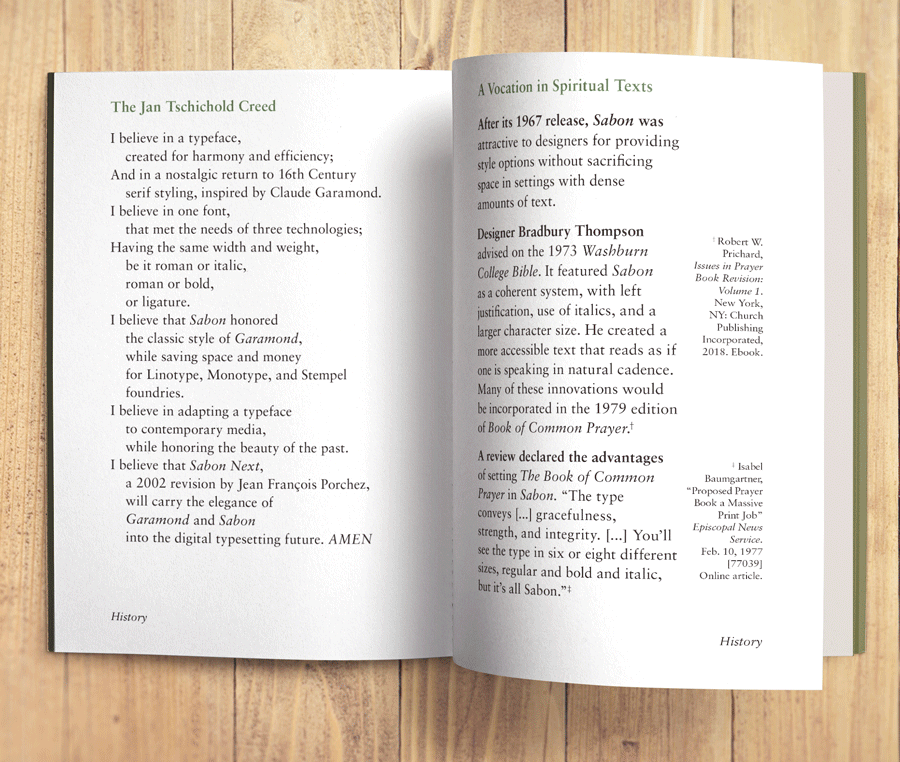 The Jan Tschichold Creed
I believe in a typeface,
created for harmony and efficiency;
And in a nostalgic return to 16th Century
serif styling, inspired by Claude Garamond.
I believe in one font,
that met the needs of three technologies;
Having the same width and weight,
be it roman or italic,
roman or bold,
or ligature.
I believe that Sabon honored
the classic style of Garamond,
while saving space and money
for Linotype, Monotype, and Stempel
foundries.
I believe in adapting a typeface
to contemporary media,
while honoring the beauty of the past.
I believe that Sabon Next,
a 2002 revision by Jean François Porchez,
will carry the elegance of
Garamond and Sabon
into the digital typesetting future. AMEN
History
A Vocation in Spiritual Texts
After its 1967 release, Sabon was
attractive to designers for providing
style options without sacrificing
space in settings with dense
amounts of text.
Designer Bradbury Thompson
advised on the 1973 Washburn
College Bible. It featured Sabon
as a coherent system, with left
justification, use of italics, and a
larger character size. He created a
more accessible text that reads as if
one is speaking in natural cadence.
Many of these innovations would
be incorporated in the 1979 edition
of Book of Common Prayer.†
A review declared the advantages
of setting The Book of Common
Prayer in Sabon. “The type
conveys [...] gracefulness,
strength, and integrity. [...] You’ll
see the type in six or eight different
sizes, regular and bold and italic,
but it’s all Sabon.”‡
† Robert W.
Prichard,
Issues in Prayer
Book Revision:
Volume 1.
New York,
NY: Church
Publishing
Incorporated,
2018. Ebook.
‡ Isabel
Baumgartner,
“Proposed Prayer
Book a Massive
Print Job”
Episcopal News
Service.
Feb. 10, 1977
[77039]
Online article.
History